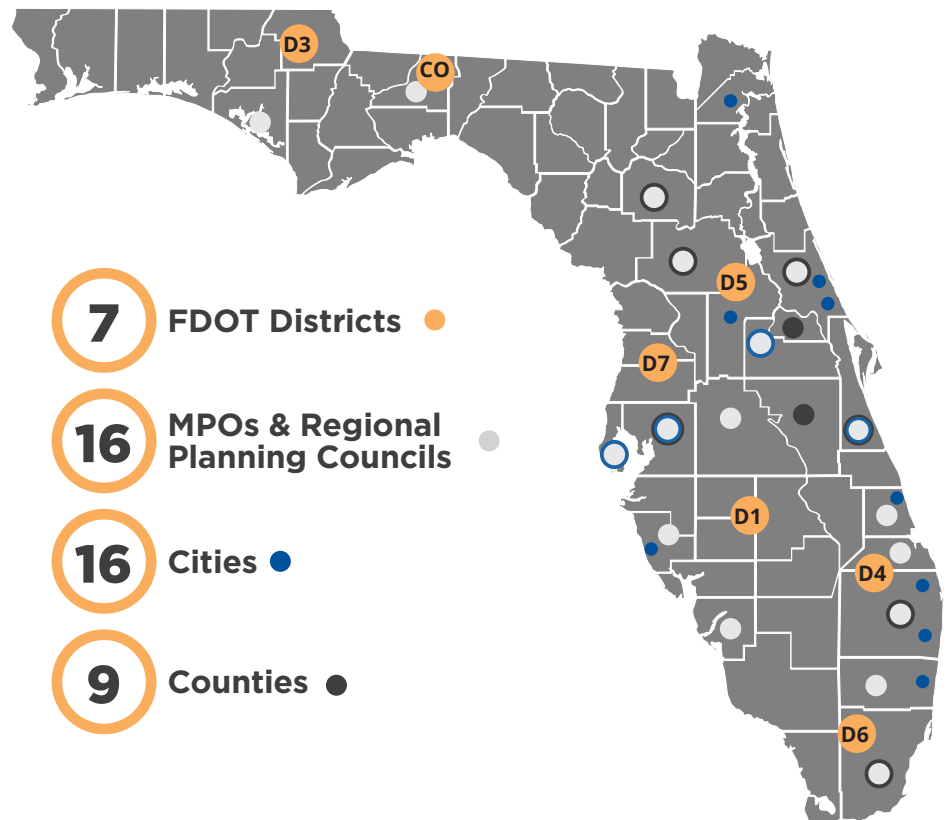 D3
CO
D5
D7
D1
D4
D6
7 FDOT Districts
16 MPOs & Regional
Planning Councils
16 Cities
9 Counties